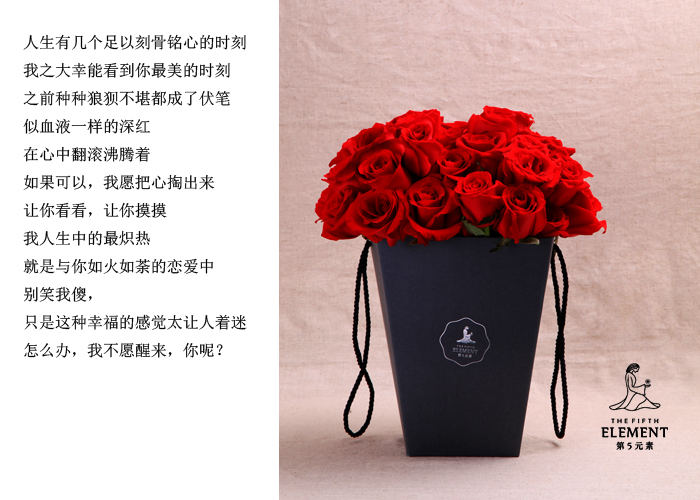 人生有几个足以刻骨铭心的时刻
我之大幸能看到你最美的时刻
之前种种狼狈不堪都成了伏笔
似血液一样的深红
在心中翻滚沸腾着
如果可以，我愿把心掏出来
让你看看，让你摸摸
我人生中的最炽热
就是与你如火如荼的恋爱中
别笑我傻，
只是这种幸福的感觉太让人着迷
怎么办，我不愿醒来，你呢？
THE FIFTH
ELEMENT
第5元素
THE FIFTH
ELEMENT
第5元素